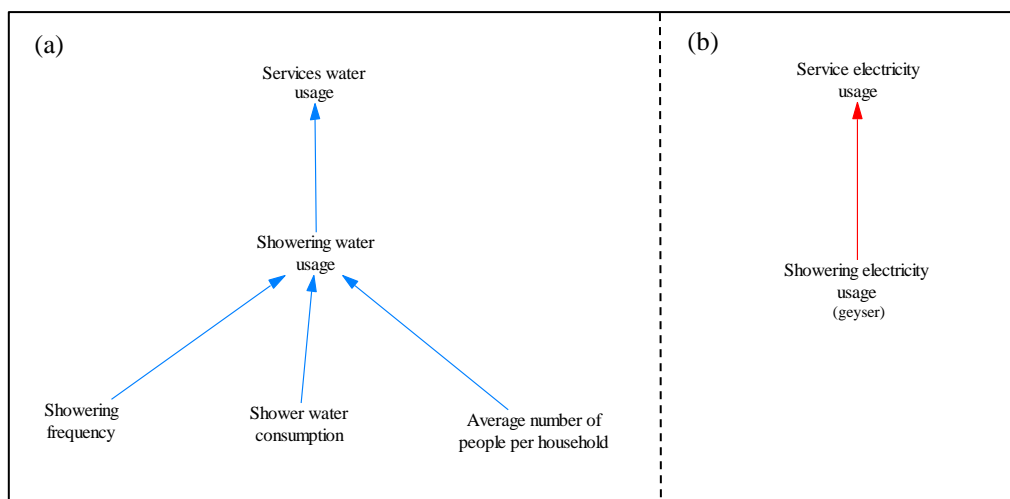 (a)
Services water
usage
Showering water
usage
Showering
frequency
Shower water
consumption
Average number of
people per household
(b)
Service electricity
usage
Showering electricity
usage
(geyser)